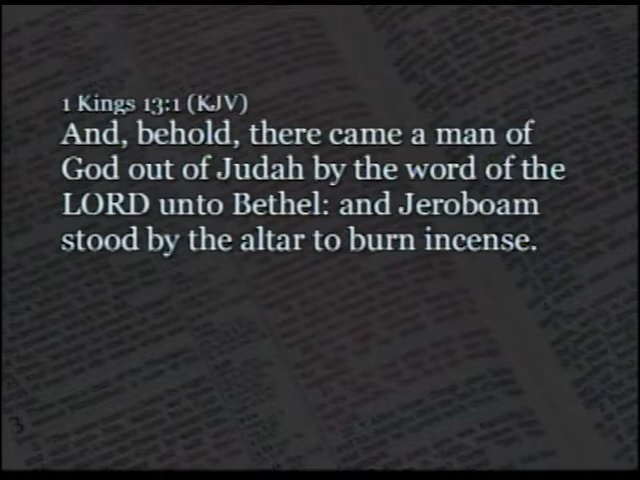 1 Kings 13:1 (KJV)
And, behold, there came a man of
God out of Judah by the word of the
LORD unto Bethel: and Jeroboam
stood by the altar to burn incense.
3